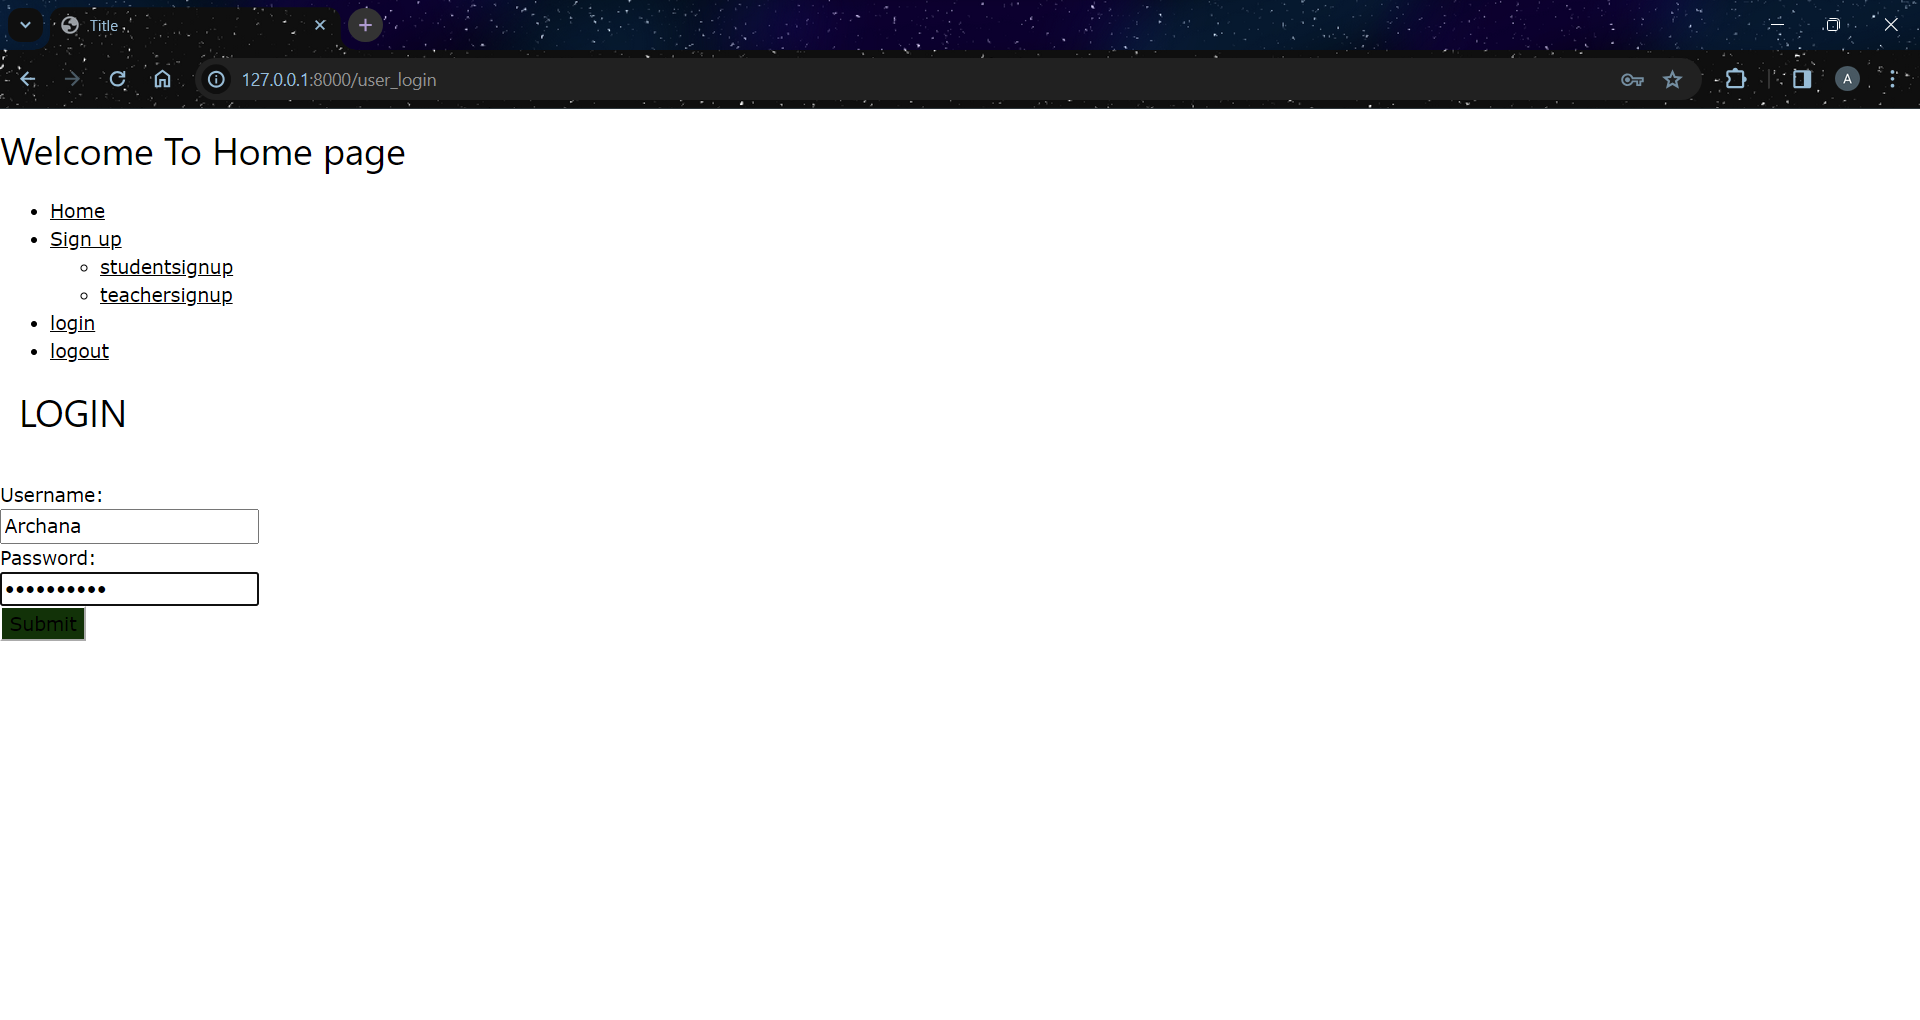 Title
127.0.0.1:8000/user_login
A
Welcome To Home page
Home
Sign up
studentsignup
teachersignup
login
logout
LOGIN
Username:
Archana
Password:
••••••••••
Submit